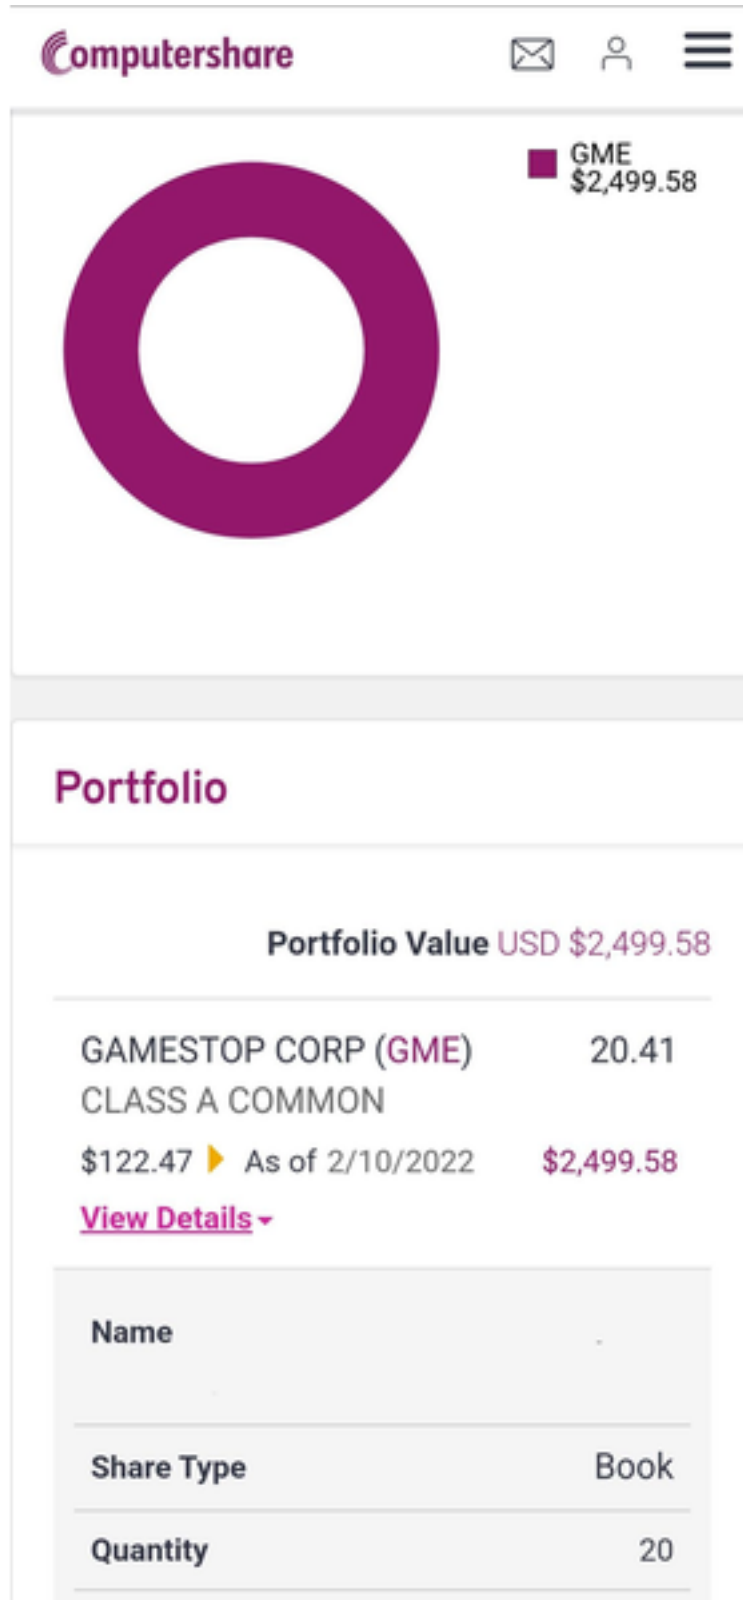 Computershare
GME
$2,499.58
Portfolio
Portfolio Value USD $2,499.58
GAMESTOP CORP (GME) 20.41
CLASS A COMMON
$122.47 As of 2/10/2022 $2,499.58
View Details
Name
Share Type Book
Quantity 20